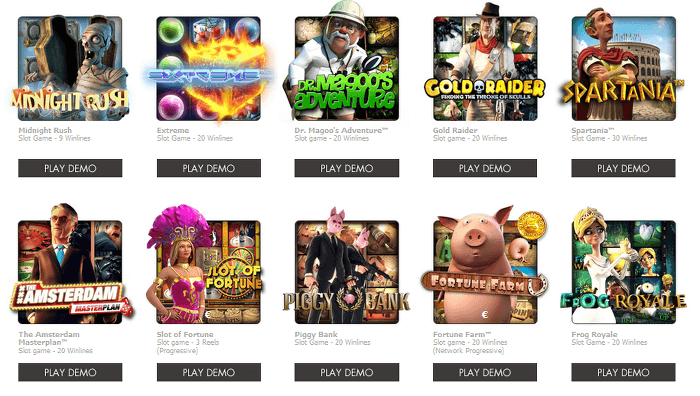 MIDNIGHT RUSH
EXTREME
DR. MAGOO'S
ADVENTURE
GOLD RAIDER
FINDING THE THRONE OF SCULLS
SPARTANIA™
Midnight Rush
Slot Game - 9 Winlines
Extreme
Slot Game - 20 Winlines
Dr. Magoo's Adventure™
Slot game - 20 Winlines
Gold Raider
Slot Game - 20 Winlines
Spartania™
Slot Game - 30 Winlines
PLAY DEMO
PLAY DEMO
PLAY DEMO
PLAY DEMO
PLAY DEMO
THE AMSTERDAM
MASTERPLAN
SLOT OF
FORTUNE
PIGGY BANK
FORTUNE FARM
€
FROG ROYALE
The Amsterdam
Masterplan™
Slot game - 20 Winlines
Slot of Fortune
Slot game - 3 Reels
(Progressive)
Piggy Bank
Slot Game - 20 Winlines
Fortune Farm™
Slot game - 20 Winlines
(Network Progressive)
Frog Royale
Slot Game - 20 Winlines
PLAY DEMO
PLAY DEMO
PLAY DEMO
PLAY DEMO
PLAY DEMO